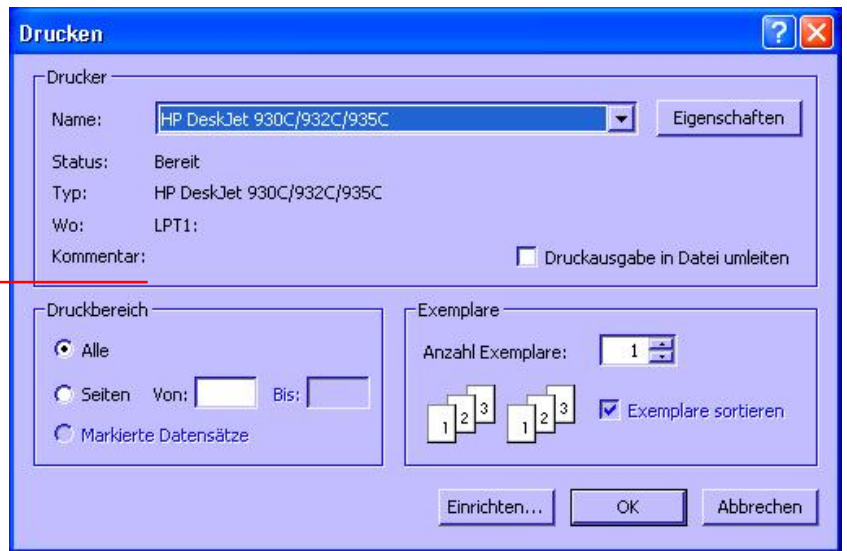 Drucken
Drucker
Name: HP DeskJet 930C/932C/935C Eigenschaften
Status: Bereit
Typ: HP DeskJet 930C/932C/935C
Wo: LPT1:
Kommentar: Druckausgabe in Datei umleiten
Druckbereich
Alle
Seiten Von: Bis:
Markierte Datensätze
Exemplare
Anzahl Exemplare: 1
1 2 3 1 2 3 Exemplare sortieren
Einrichten... OK Abbrechen